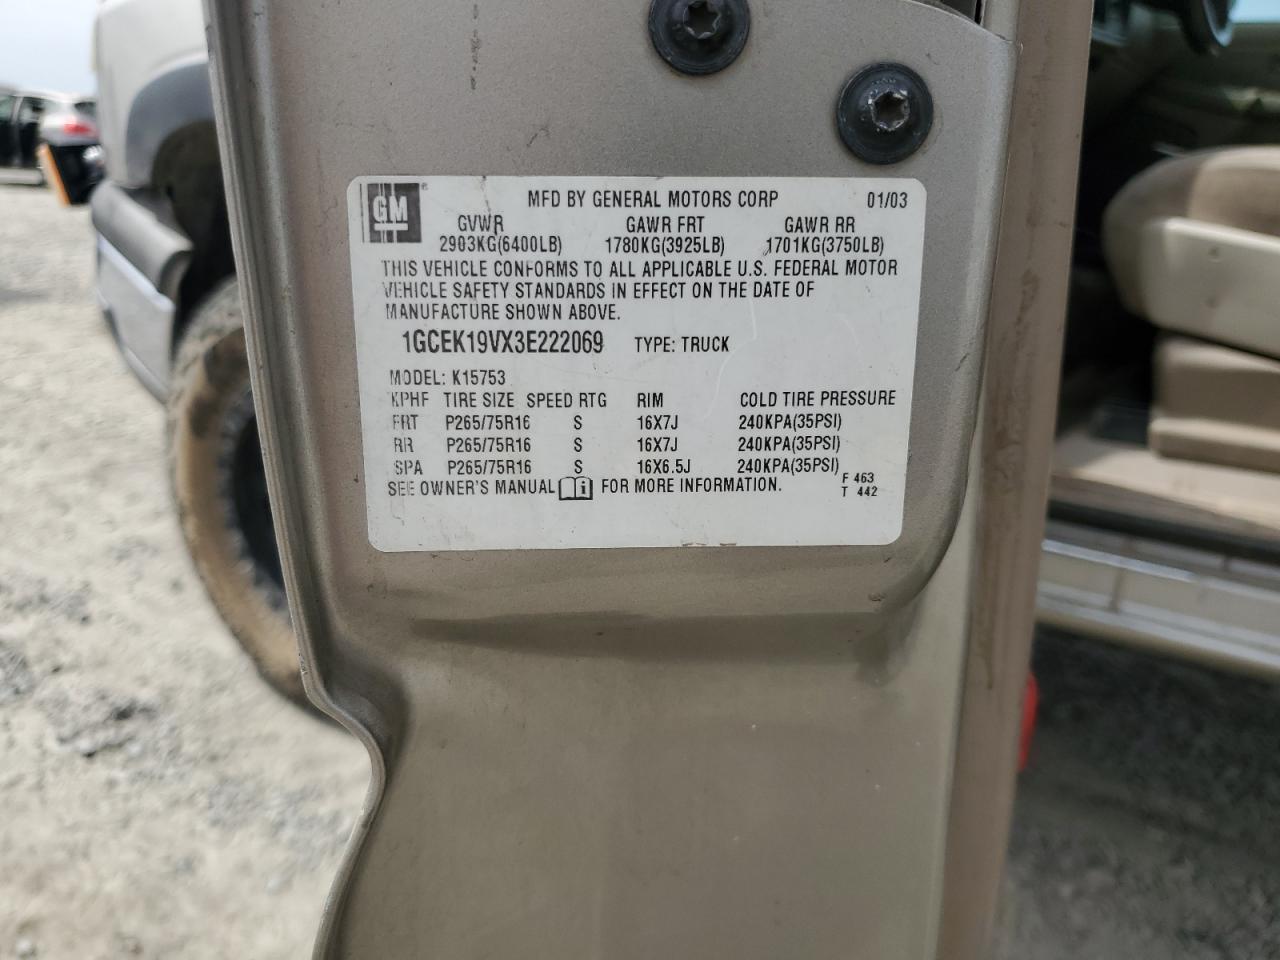 GM ® MFD BY GENERAL MOTORS CORP 01/03
GVWR GAWR FRT GAWR RR
2903KG(6400LB) 1780KG(3925LB) 1701KG(3750LB)
THIS VEHICLE CONFORMS TO ALL APPLICABLE U.S. FEDERAL MOTOR
VEHICLE SAFETY STANDARDS IN EFFECT ON THE DATE OF
MANUFACTURE SHOWN ABOVE.
1GCEK19VX3E222069 TYPE: TRUCK
MODEL: K15753
KPHF TIRE SIZE SPEED RTG RIM COLD TIRE PRESSURE
FRT P265/75R16 S 16X7J 240KPA(35PSI)
RR P265/75R16 S 16X7J 240KPA(35PSI)
SPA P265/75R16 S 16X6.5J 240KPA(35PSI)
SEE OWNER'S MANUAL i FOR MORE INFORMATION. F 463
T 442